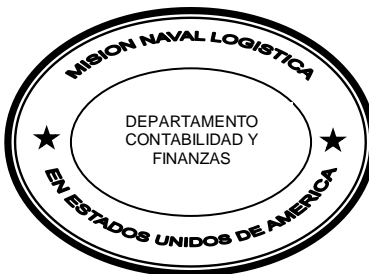 MISION NAVAL LOGISTICA
DEPARTAMENTO
CONTABILIDAD Y
FINANZAS
EN ESTADOS UNIDOS DE AMERICA